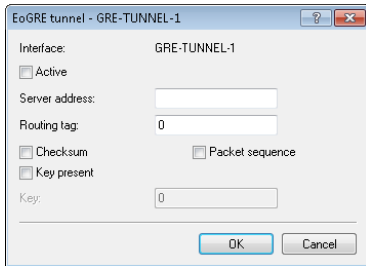 EoGRE tunnel - GRE-TUNNEL-1
Interface: GRE-TUNNEL-1
Active
Server address:
Routing tag: 0
Checksum Packet sequence
Key present
Key: 0
OK Cancel